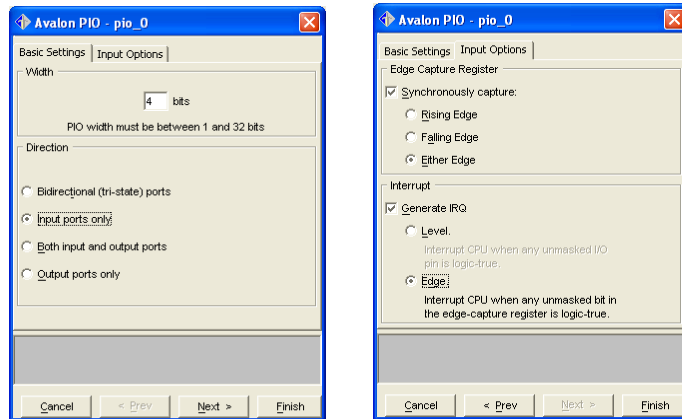 Avalon PIO - pio_0
Basic Settings
Input Options
Width
4 bits
PIO width must be between 1 and 32 bits
Direction
Bidirectional (tri-state) ports
Input ports only
Both input and output ports
Output ports only
Cancel
< Prev
Next >
Finish
Avalon PIO - pio_0
Basic Settings
Input Options
Edge Capture Register
Synchronously capture:
Rising Edge
Falling Edge
Either Edge
Interrupt
Generate IRQ
Level.
Interrupt CPU when any unmasked I/O
pin is logic-true.
Edge.
Interrupt CPU when any unmasked bit in
the edge-capture register is logic-true.
Cancel
< Prev
Next >
Finish